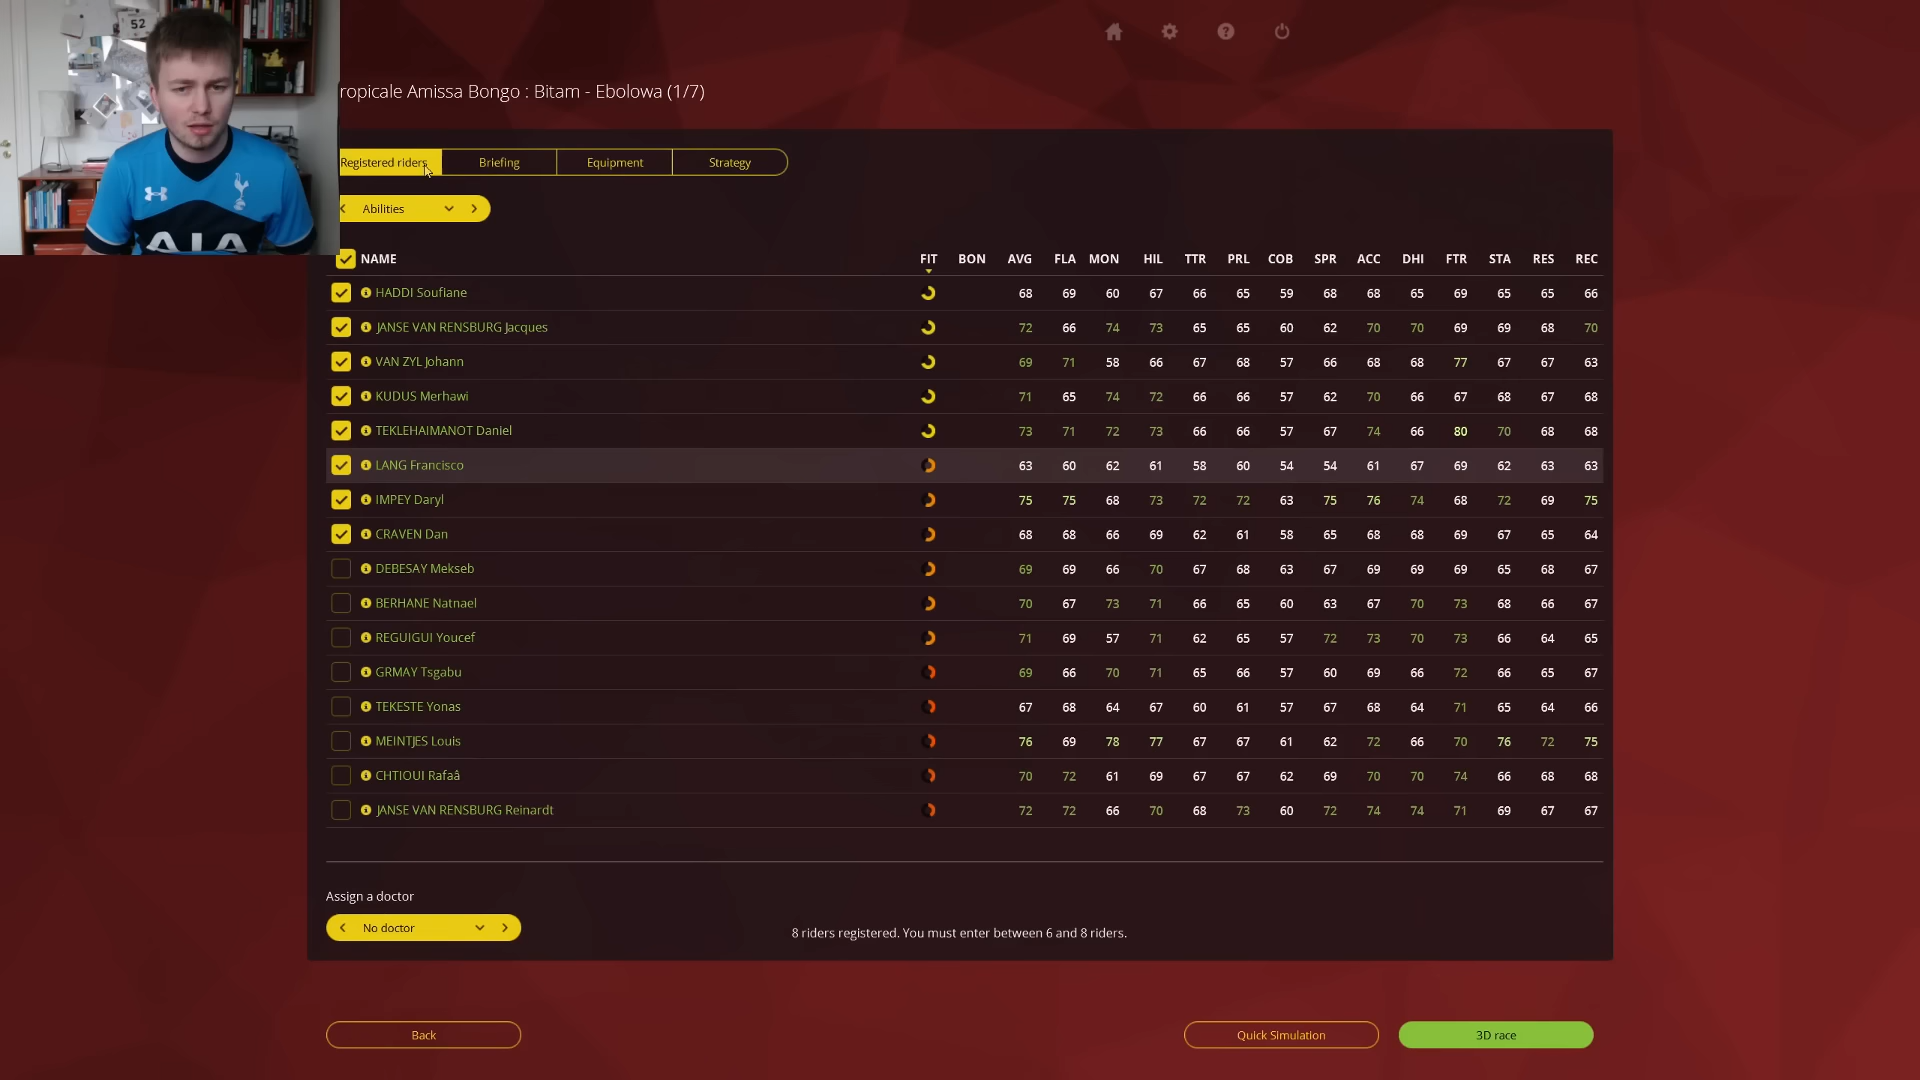 52
AIA
ropicale Amissa Bongo : Bitam - Ebolowa (1/7)
Registered riders Briefing Equipment Strategy
Abilities
NAME FIT BON AVG FLA MON HIL TTR PRL COB SPR ACC DHI FTR STA RES REC
HADDI Soufiane 68 69 60 67 66 65 59 68 68 65 69 65 65 66
JANSE VAN RENSBURG Jacques 72 66 74 73 65 65 60 62 70 70 69 69 68 70
VAN ZYL Johann 69 71 58 66 67 68 57 66 68 68 77 67 67 63
KUDUS Merhawi 71 65 74 72 66 66 57 62 70 66 67 68 67 68
TEKLEHAIMANOT Daniel 73 71 72 73 66 66 57 67 74 66 80 70 68 68
LANG Francisco 63 60 62 61 58 60 54 54 61 67 69 62 63 63
IMPEY Daryl 75 75 68 73 72 72 63 75 76 74 68 72 69 75
CRAVEN Dan 68 68 66 69 62 61 58 65 68 68 69 67 65 64
DEBESAY Mekseb 69 69 66 70 67 68 63 67 69 69 69 65 68 67
BERHANE Natnael 70 67 73 71 66 65 60 63 67 70 73 68 66 67
REGUIGUI Youcef 71 69 57 71 62 65 57 72 73 70 73 66 64 65
GRMAY Tsgabu 69 66 70 71 65 66 57 60 69 66 72 66 65 67
TEKESTE Yonas 67 68 64 67 60 61 57 67 68 64 71 65 64 66
MEINTJES Louis 76 69 78 77 67 67 61 62 72 66 70 76 72 75
CHTIOUI Rafaâ 70 72 61 69 67 67 62 69 70 70 74 66 68 68
JANSE VAN RENSBURG Reinardt 72 72 66 70 68 73 60 72 74 74 71 69 67 67
Assign a doctor
No doctor
8 riders registered. You must enter between 6 and 8 riders.
Back Quick Simulation 3D race